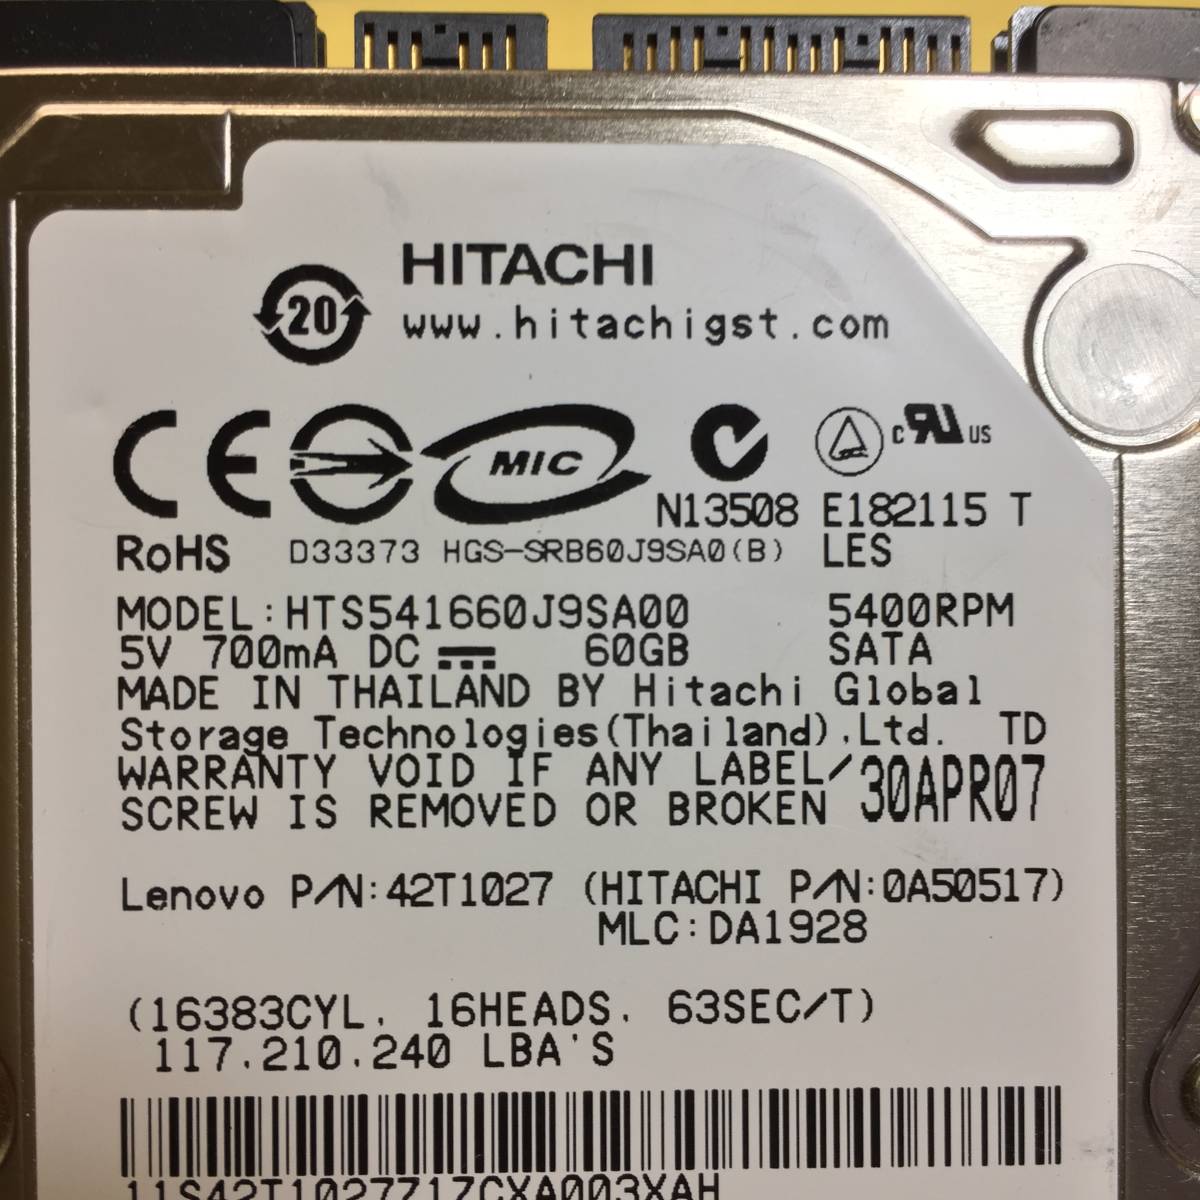 HITACHI
20
www.hitachigst.com
CE
MIC
c RU US
N13508 E182115 T
RoHS D33373 HGS-SRB60J9SA0(B) LES
MODEL:HTS541660J9SA00 5400RPM
5V 700mA DC 60GB SATA
MADE IN THAILAND BY Hitachi Global
Storage Technologies(Thailand),Ltd. TD
WARRANTY VOID IF ANY LABEL/
SCREW IS REMOVED OR BROKEN 30APR07
Lenovo P/N:42T1027 (HITACHI P/N:0A50517)
MLC:DA1928
(16383CYL, 16HEADS, 63SEC/T)
117,210,240 LBA'S
11S42T1027Z1ZCXA003XAH